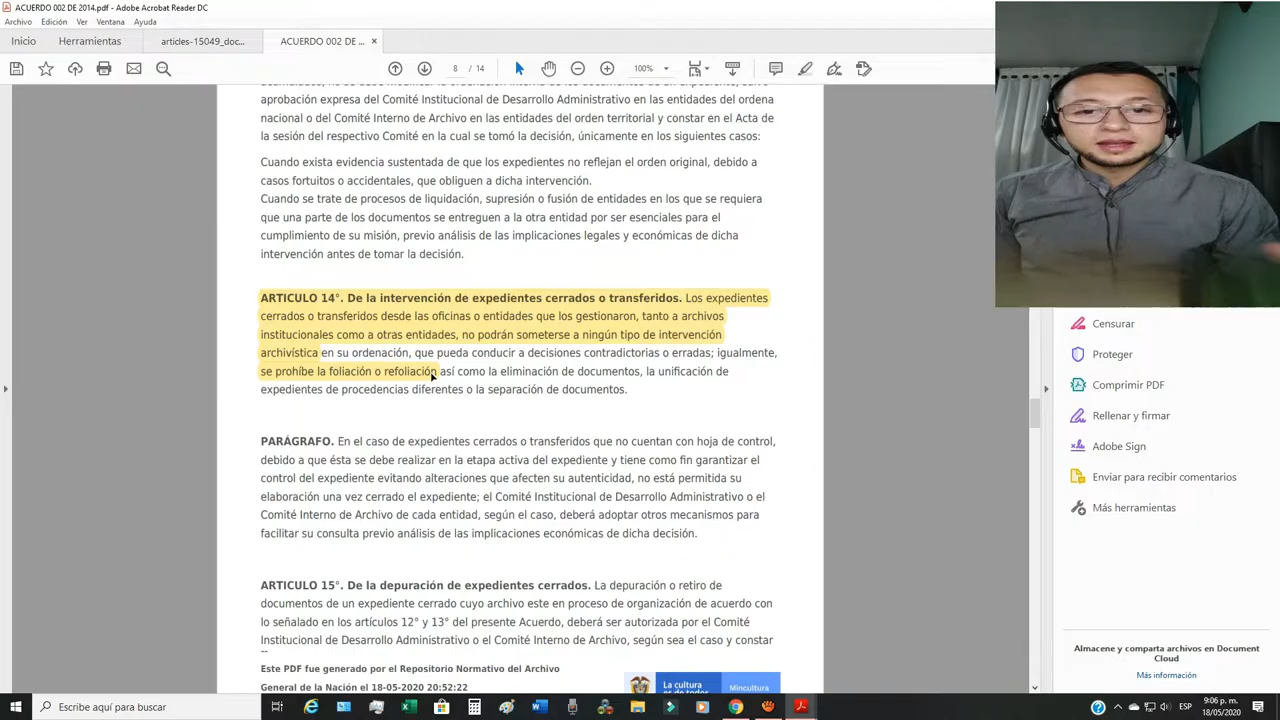 ACUERDO 002 DE 2014.pdf - Adobe Acrobat Reader DC
Archivo Edición Ver Ventana Ayuda
Inicio Herramientas articles-15049_doc... ACUERDO 002 DE ... ×
8 / 14 100%
aprobación expresa del Comité Institucional de Desarrollo Administrativo en las entidades del ordena
nacional o del Comité Interno de Archivo en las entidades del orden territorial y constar en el Acta de
la sesión del respectivo Comité en la cual se tomó la decisión, únicamente en los siguientes casos:
Cuando exista evidencia sustentada de que los expedientes no reflejan el orden original, debido a
casos fortuitos o accidentales, que obliguen a dicha intervención.
Cuando se trate de procesos de liquidación, supresión o fusión de entidades en los que se requiera
que una parte de los documentos se entreguen a la otra entidad por ser esenciales para el
cumplimiento de su misión, previo análisis de las implicaciones legales y económicas de dicha
intervención antes de tomar la decisión.
ARTICULO 14°. De la intervención de expedientes cerrados o transferidos. Los expedientes
cerrados o transferidos desde las oficinas o entidades que los gestionaron, tanto a archivos
institucionales como a otras entidades, no podrán someterse a ningún tipo de intervención
archivística en su ordenación, que pueda conducir a decisiones contradictorias o erradas; igualmente,
se prohíbe la foliación o refoliación así como la eliminación de documentos, la unificación de
expedientes de procedencias diferentes o la separación de documentos.
PARÁGRAFO. En el caso de expedientes cerrados o transferidos que no cuentan con hoja de control,
debido a que ésta se debe realizar en la etapa activa del expediente y tiene como fin garantizar el
control del expediente evitando alteraciones que afecten su autenticidad, no está permitida su
elaboración una vez cerrado el expediente; el Comité Institucional de Desarrollo Administrativo o el
Comité Interno de Archivo de cada entidad, según el caso, deberá adoptar otros mecanismos para
facilitar su consulta previo análisis de las implicaciones económicas de dicha decisión.
ARTICULO 15°. De la depuración de expedientes cerrados. La depuración o retiro de
documentos de un expediente cerrado cuyo archivo este en proceso de organización de acuerdo con
lo señalado en los artículos 12° y 13° del presente Acuerdo, deberá ser autorizada por el Comité
Institucional de Desarrollo Administrativo o el Comité Interno de Archivo, según sea el caso y constar
Este PDF fue generado por el Repositorio Normativo del Archivo
General de la Nación el 18-05-2020 20:52:22
La cultura
es de todos
Mincultura
Censurar
Proteger
Comprimir PDF
Rellenar y firmar
Adobe Sign
Enviar para recibir comentarios
Más herramientas
Almacene y comparta archivos en Document
Cloud
Más información
Escribe aquí para buscar
ESP
9:06 p. m.
18/05/2020